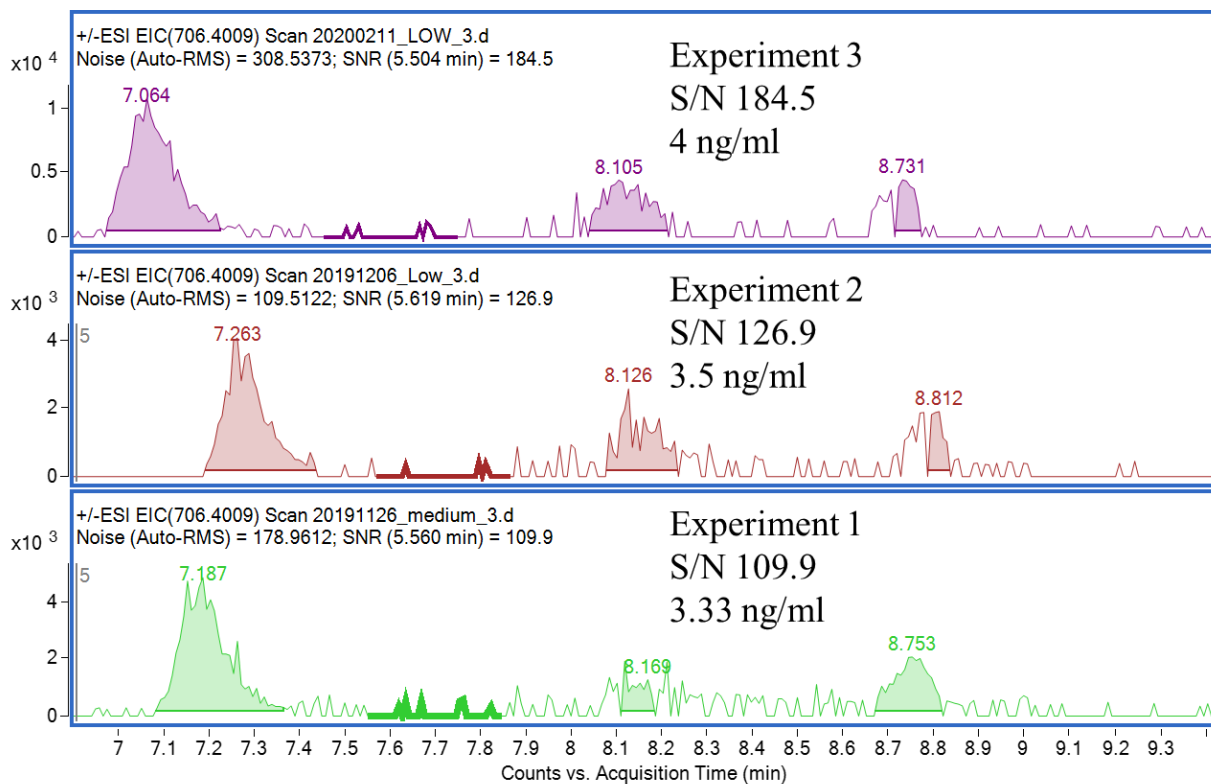 +/-ESI EIC(706.4009) Scan 20200211_LOW_3.d
Noise (Auto-RMS) = 308.5373; SNR (5.504 min) = 184.5
x10 4
1
0.5
0
7.064
8.105
8.731
Experiment 3
S/N 184.5
4 ng/ml
+/-ESI EIC(706.4009) Scan 20191206_Low_3.d
Noise (Auto-RMS) = 109.5122; SNR (5.619 min) = 126.9
x10 3
4
2
0
5
7.263
8.126
8.812
Experiment 2
S/N 126.9
3.5 ng/ml
+/-ESI EIC(706.4009) Scan 20191126_medium_3.d
Noise (Auto-RMS) = 178.9612; SNR (5.560 min) = 109.9
x10 3
4
2
0
5
7.187
8.169
8.753
Experiment 1
S/N 109.9
3.33 ng/ml
7 7.1 7.2 7.3 7.4 7.5 7.6 7.7 7.8 7.9 8 8.1 8.2 8.3 8.4 8.5 8.6 8.7 8.8 8.9 9 9.1 9.2 9.3
Counts vs. Acquisition Time (min)